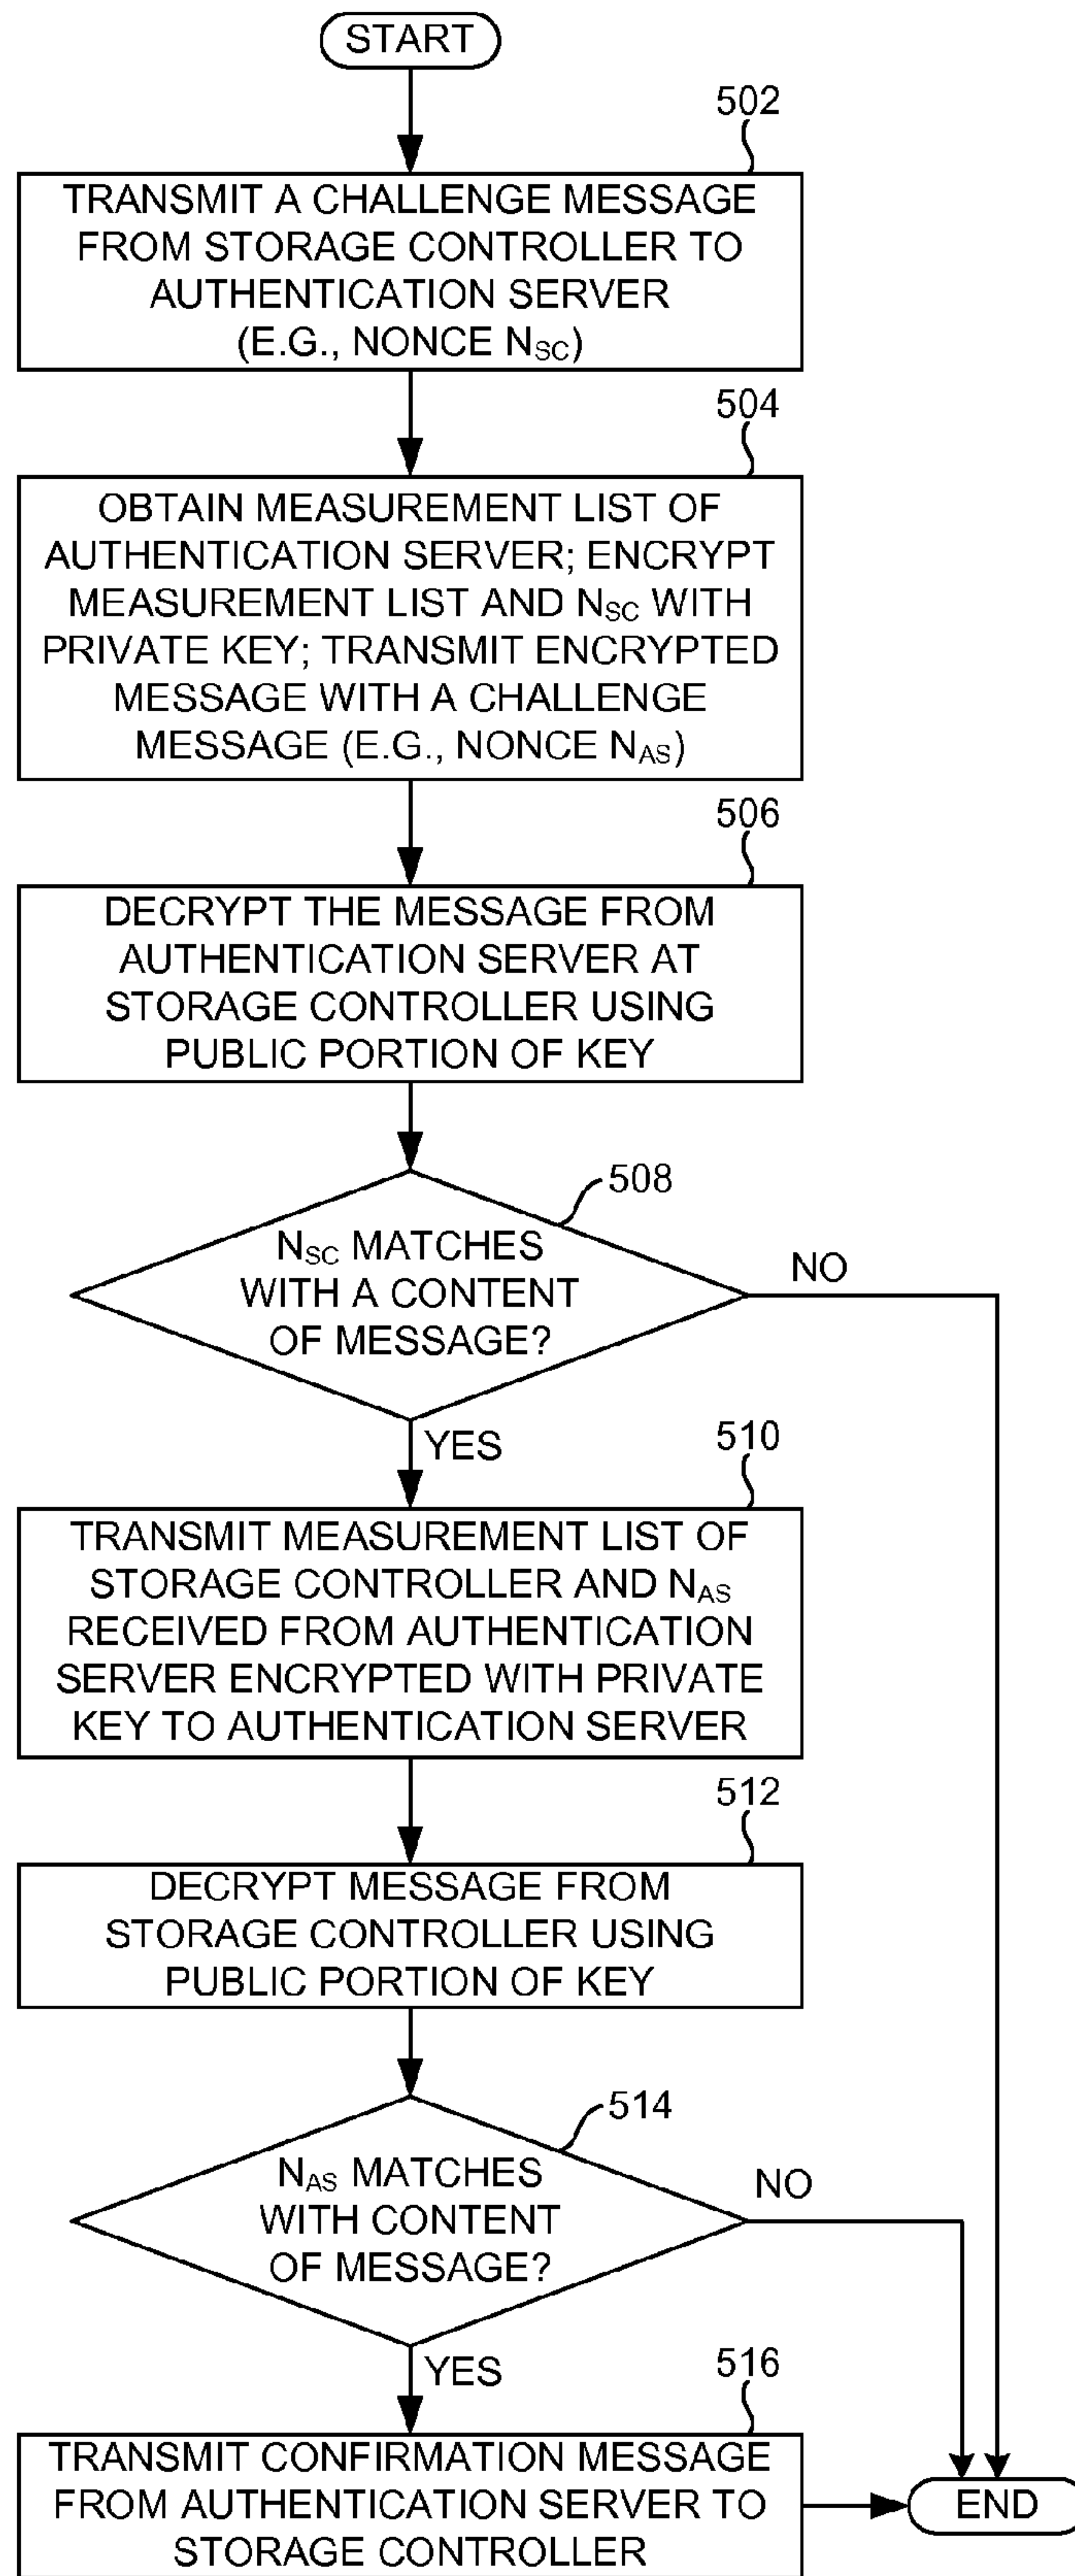 START
502
TRANSMIT A CHALLENGE MESSAGE
FROM STORAGE CONTROLLER TO
AUTHENTICATION SERVER
(E.G., NONCE NSC)
504
OBTAIN MEASUREMENT LIST OF
AUTHENTICATION SERVER; ENCRYPT
MEASUREMENT LIST AND NSC WITH
PRIVATE KEY; TRANSMIT ENCRYPTED
MESSAGE WITH A CHALLENGE
MESSAGE (E.G., NONCE NAS)
506
DECRYPT THE MESSAGE FROM
AUTHENTICATION SERVER AT
STORAGE CONTROLLER USING
PUBLIC PORTION OF KEY
508
NSC MATCHES
WITH A CONTENT
OF MESSAGE?
NO
YES
510
TRANSMIT MEASUREMENT LIST OF
STORAGE CONTROLLER AND NAS
RECEIVED FROM AUTHENTICATION
SERVER ENCRYPTED WITH PRIVATE
KEY TO AUTHENTICATION SERVER
512
DECRYPT MESSAGE FROM
STORAGE CONTROLLER USING
PUBLIC PORTION OF KEY
514
NAS MATCHES
WITH CONTENT
OF MESSAGE?
NO
YES
516
TRANSMIT CONFIRMATION MESSAGE
FROM AUTHENTICATION SERVER TO
STORAGE CONTROLLER
END